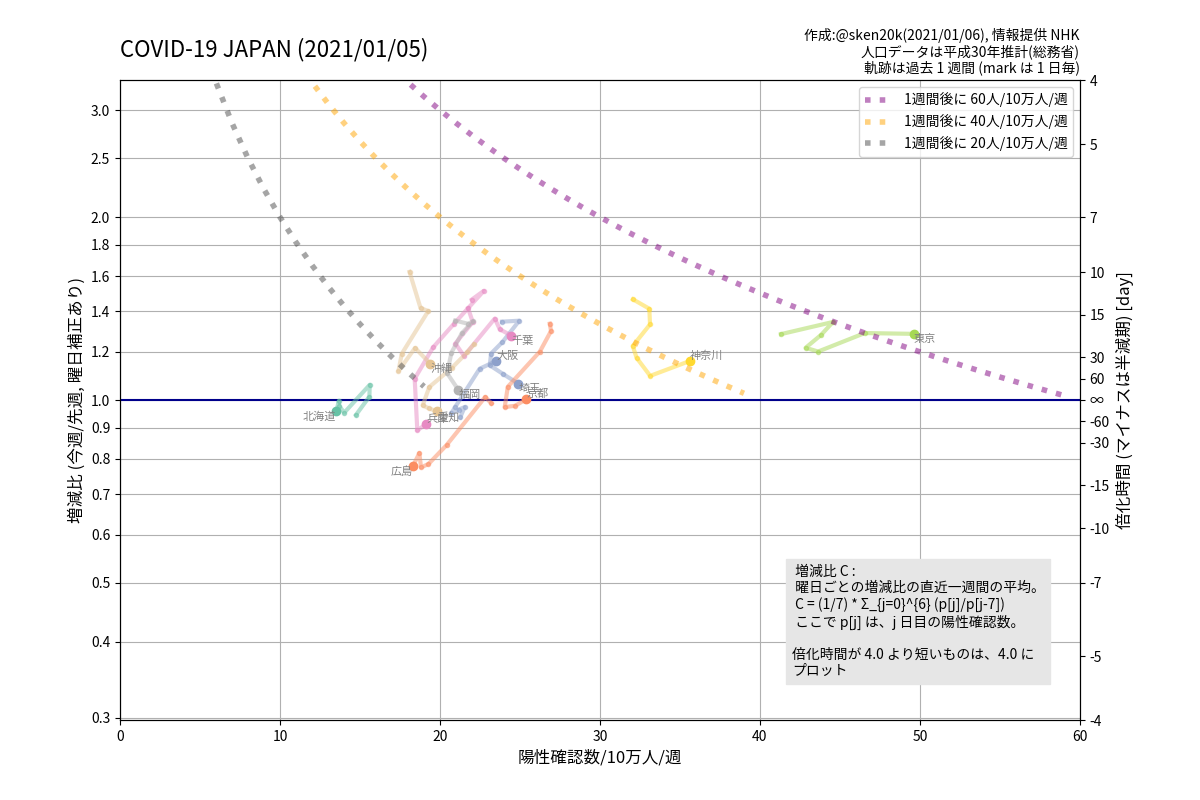 COVID-19 JAPAN (2021/01/05)
作成:@sken20k(2021/01/06), 情報提供 NHK
人口データは平成30年推計(総務省)
軌跡は過去 1 週間 (mark は 1 日毎)
1週間後に 60人/10万人/週
1週間後に 40人/10万人/週
1週間後に 20人/10万人/週
増減比 (今週/先週, 曜日補正あり)
3.0
2.5
2.0
1.8
1.6
1.4
1.2
1.0
0.9
0.8
0.7
0.6
0.5
0.4
0.3
千葉
大阪
沖縄
神奈川
東京
埼玉
京都
福岡
北海道
兵庫
愛知
広島
4
5
7
10
15
30
60
∞
-60
-30
-15
-10
-7
-5
-4
倍化時間 (マイナスは半減期) [day]
増減比 C :
曜日ごとの増減比の直近一週間の平均。
C = (1/7) * Σ_{j=0}^{6} (p[j]/p[j-7])
ここで p[j] は、j 日目の陽性確認数。
倍化時間が 4.0 より短いものは、4.0 に
プロット
0 10 20 30 40 50 60
陽性確認数/10万人/週